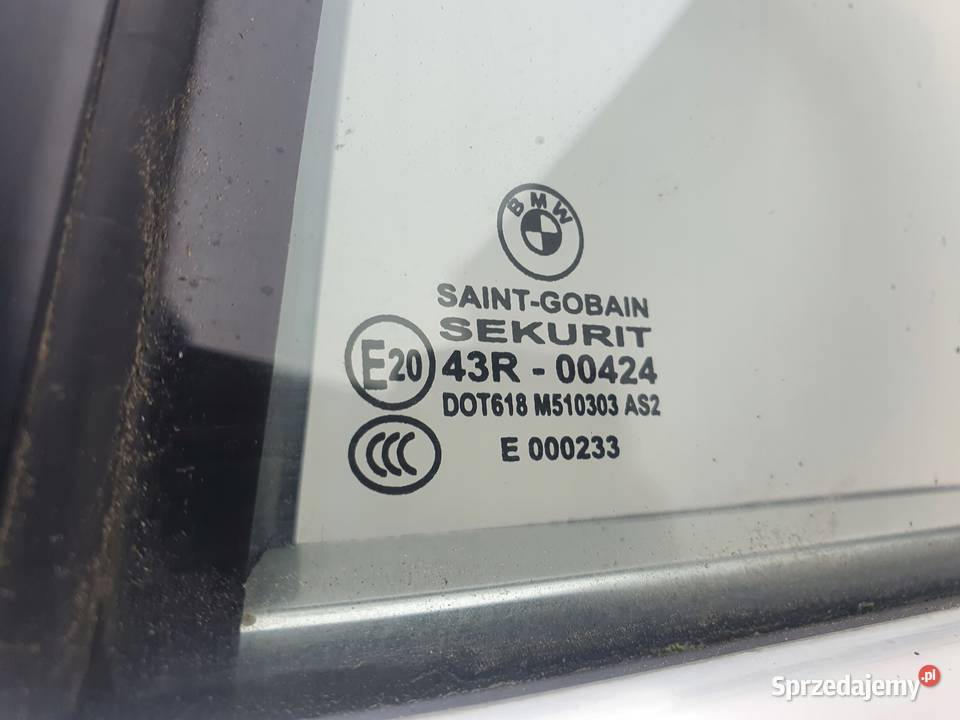 BMW
SAINT-GOBAIN
SEKURIT
E20 43R - 00424
DOT618 M510303 AS2
CCC E 000233
Sprzedajemy.pl